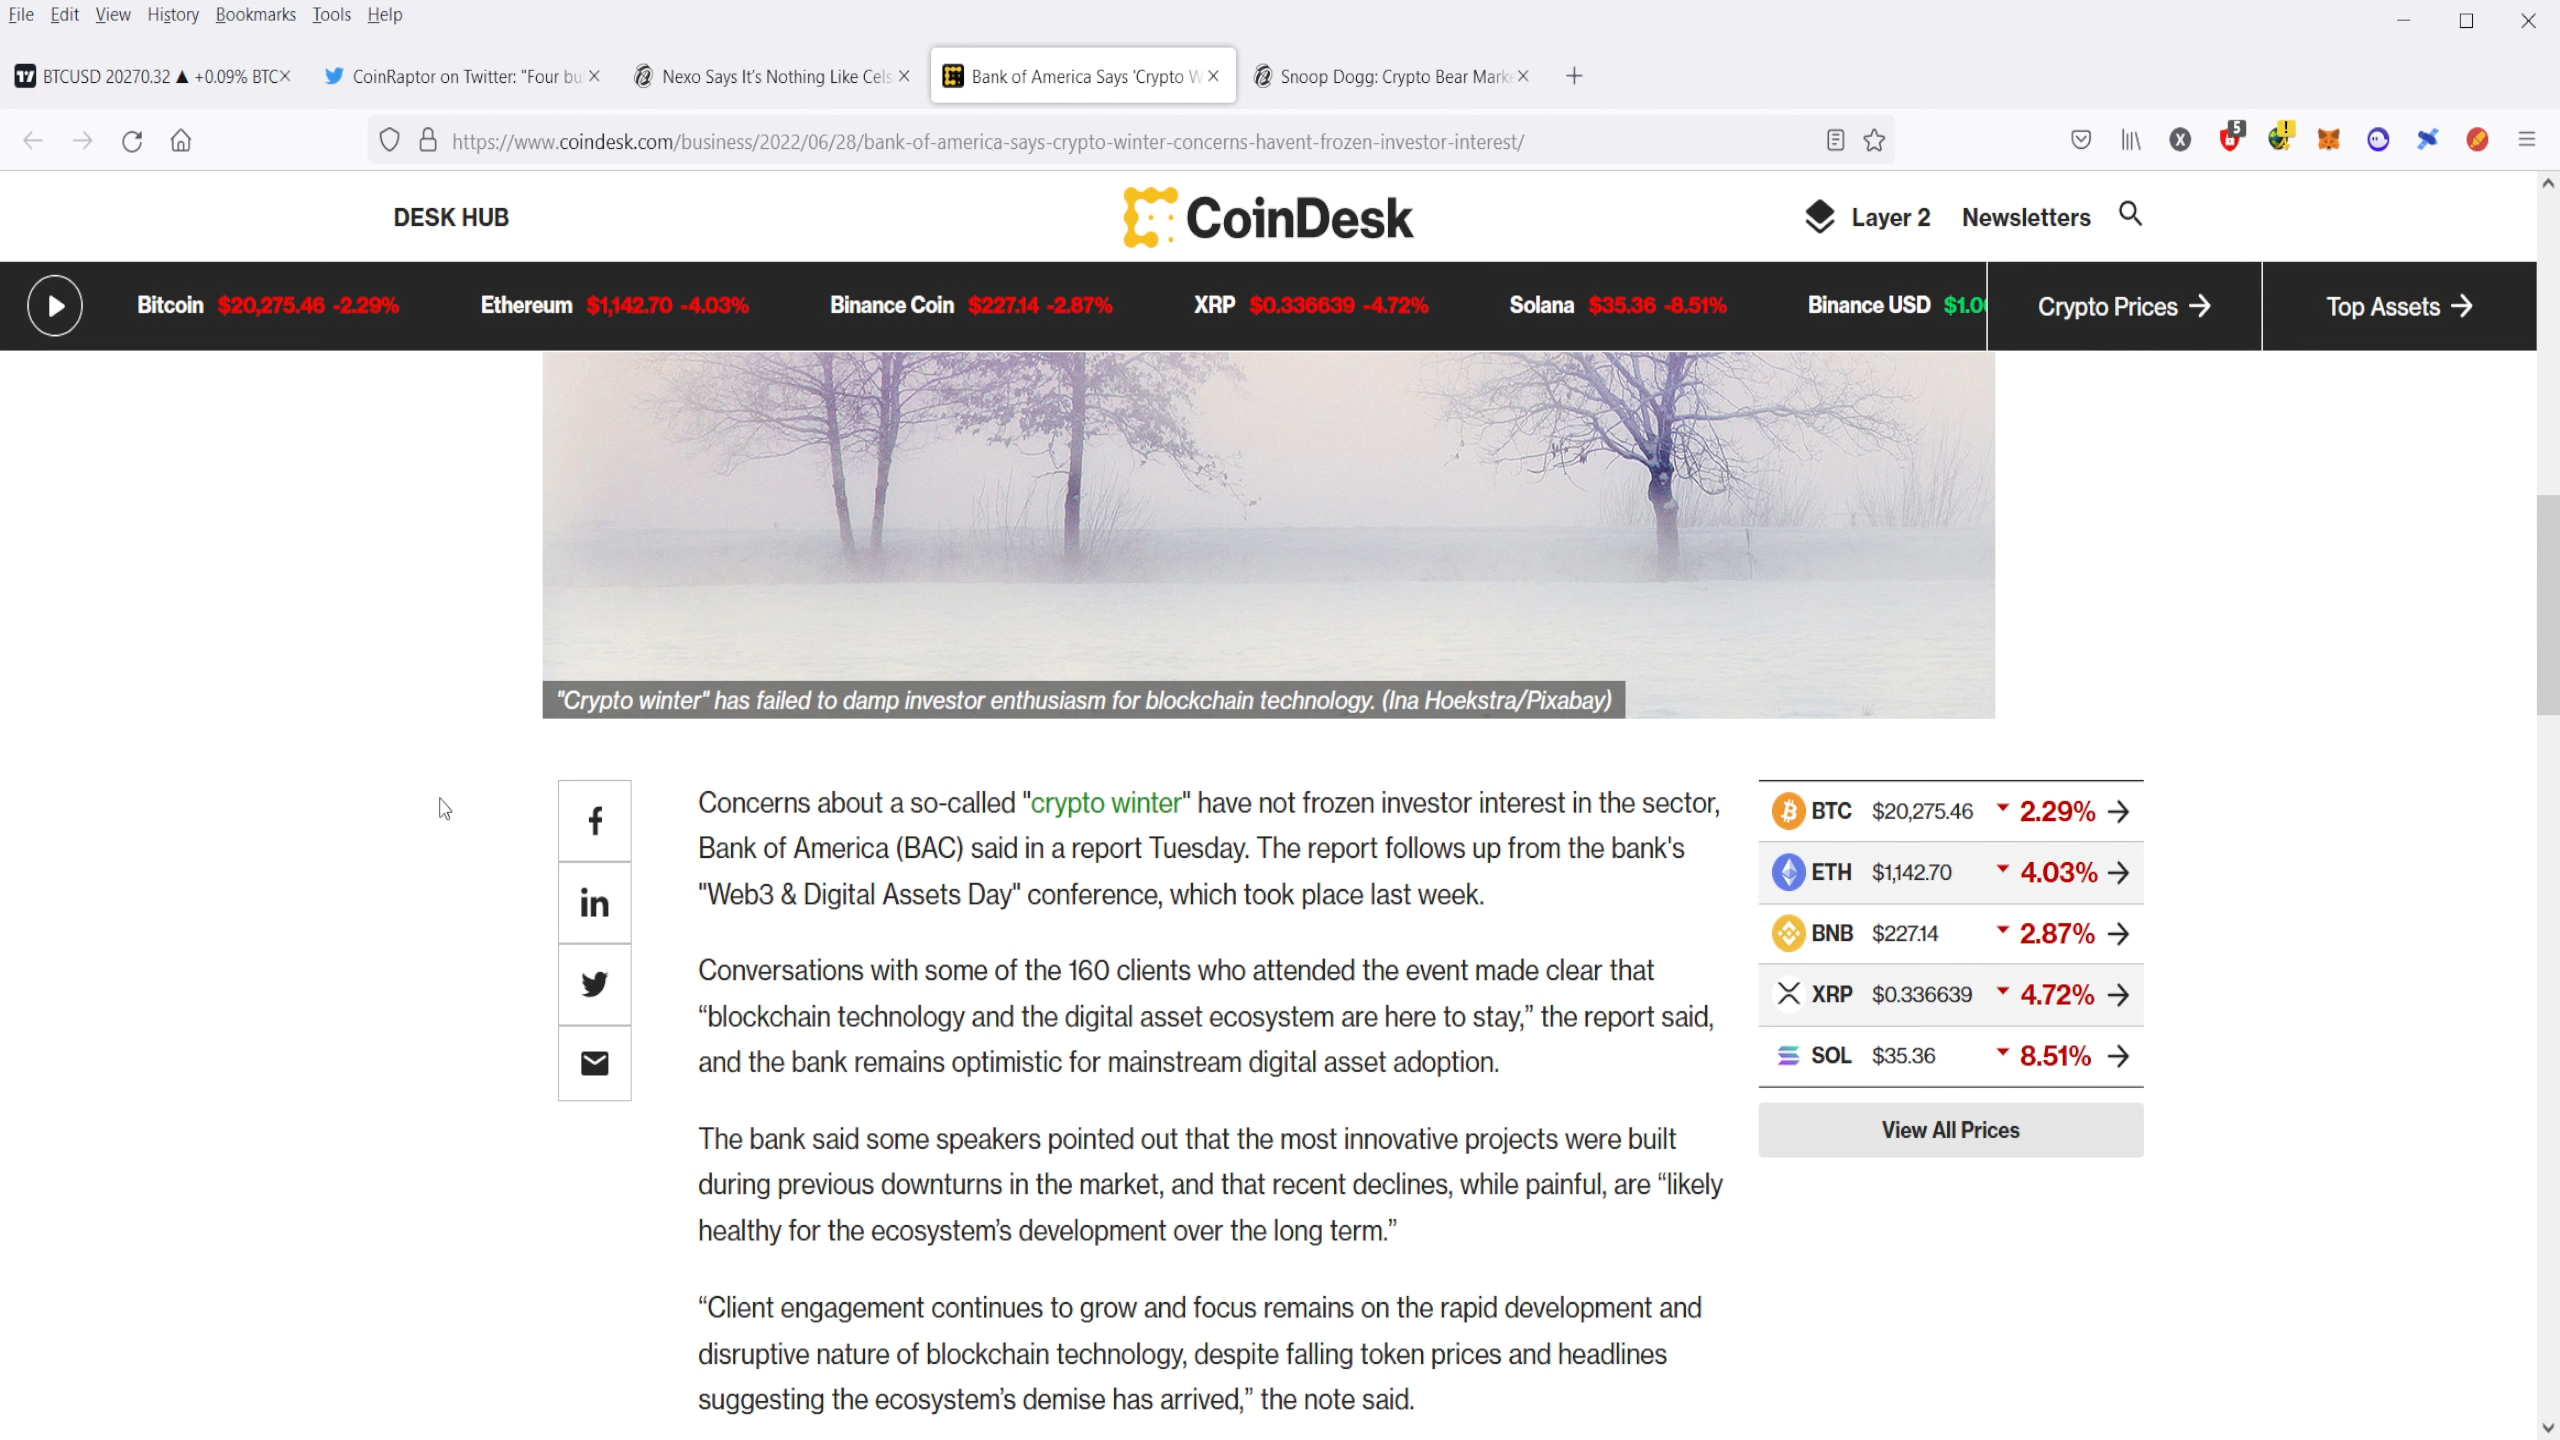 File Edit View History Bookmarks Tools Help
BTCUSD 20270.32 ▲ +0.09% BTC
CoinRaptor on Twitter: "Four bu
Nexo Says It's Nothing Like Cels
Bank of America Says 'Crypto W
Snoop Dogg: Crypto Bear Mark
https://www.coindesk.com/business/2022/06/28/bank-of-america-says-crypto-winter-concerns-havent-frozen-investor-interest/
5
DESK HUB
CoinDesk
Layer 2 Newsletters
Bitcoin $20,275.46 -2.29% Ethereum $1,142.70 -4.03% Binance Coin $227.14 -2.87% XRP $0.336639 -4.72% Solana $35.36 -8.51% Binance USD $1.00 Crypto Prices → Top Assets →
"Crypto winter" has failed to damp investor enthusiasm for blockchain technology. (Ina Hoekstra/Pixabay)
Concerns about a so-called "crypto winter" have not frozen investor interest in the sector,
Bank of America (BAC) said in a report Tuesday. The report follows up from the bank's
"Web3 & Digital Assets Day" conference, which took place last week.
Conversations with some of the 160 clients who attended the event made clear that
“blockchain technology and the digital asset ecosystem are here to stay,” the report said,
and the bank remains optimistic for mainstream digital asset adoption.
The bank said some speakers pointed out that the most innovative projects were built
during previous downturns in the market, and that recent declines, while painful, are “likely
healthy for the ecosystem’s development over the long term.”
“Client engagement continues to grow and focus remains on the rapid development and
disruptive nature of blockchain technology, despite falling token prices and headlines
suggesting the ecosystem’s demise has arrived,” the note said.
BTC $20,275.46 ▼ 2.29% →
ETH $1,142.70 ▼ 4.03% →
BNB $227.14 ▼ 2.87% →
XRP $0.336639 ▼ 4.72% →
SOL $35.36 ▼ 8.51% →
View All Prices